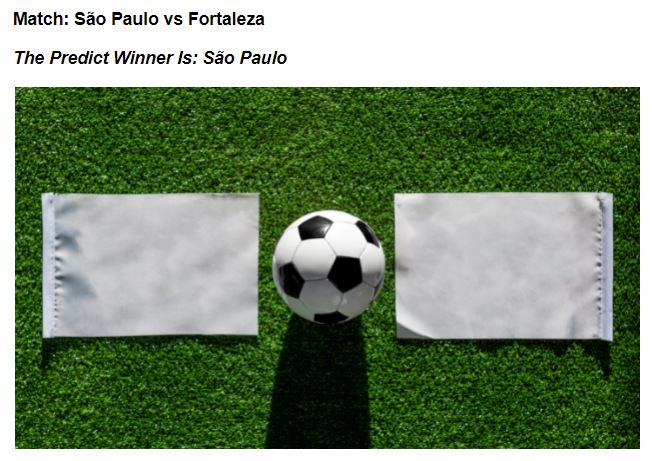 Match: São Paulo vs Fortaleza
The Predict Winner Is: São Paulo